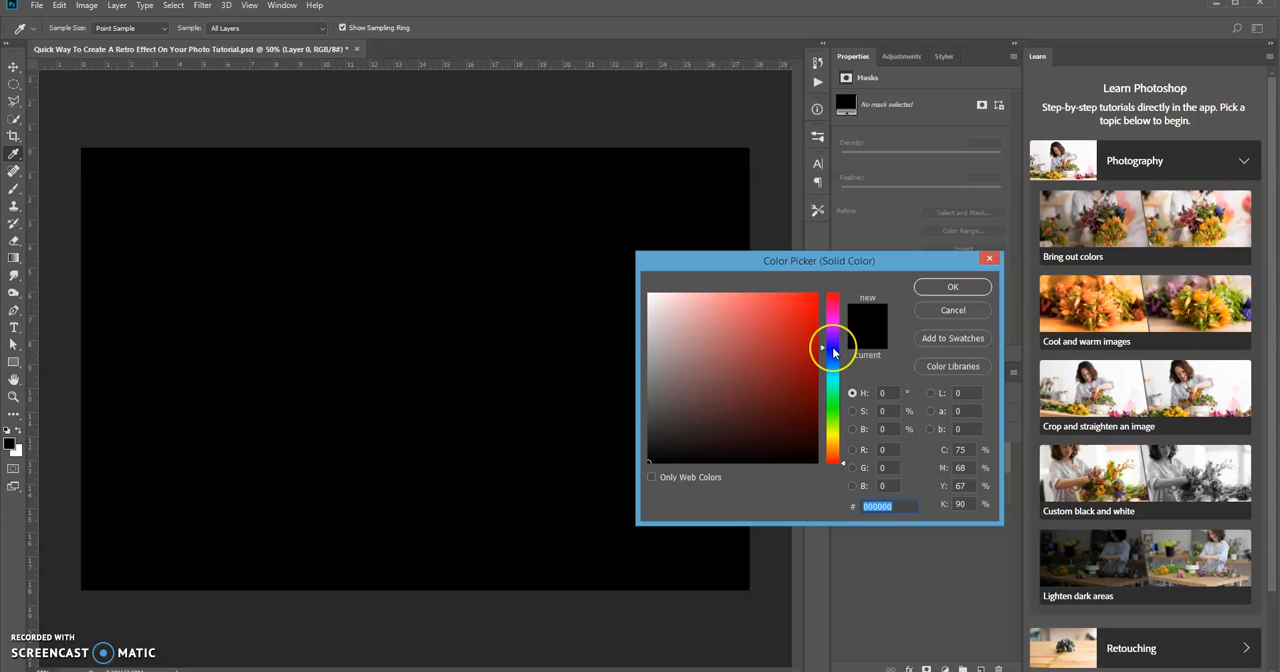 Ps File Edit Image Layer Type Select Filter 3D View Window Help
Sample Size: Point Sample Sample: All Layers Show Sampling Ring
Quick Way To Create A Retro Effect On Your Photo Tutorial.psd @ 50% (Layer 0, RGB/8#) * ×
Properties Adjustments Styles
Masks
No mask selected
Density:
Feather:
Refine:
Select and Mask...
Color Range...
Invert
Color Picker (Solid Color)
new
current
OK
Cancel
Add to Swatches
Color Libraries
H: 0 ° L: 0
S: 0 % a: 0
B: 0 % b: 0
R: 0 C: 75 %
G: 0 M: 68 %
B: 0 Y: 67 %
# 000000 K: 90 %
Only Web Colors
Learn
Learn Photoshop
Step-by-step tutorials directly in the app. Pick a
topic below to begin.
Photography
Bring out colors
Cool and warm images
Crop and straighten an image
Custom black and white
Lighten dark areas
Retouching
RECORDED WITH
SCREENCAST MATIC